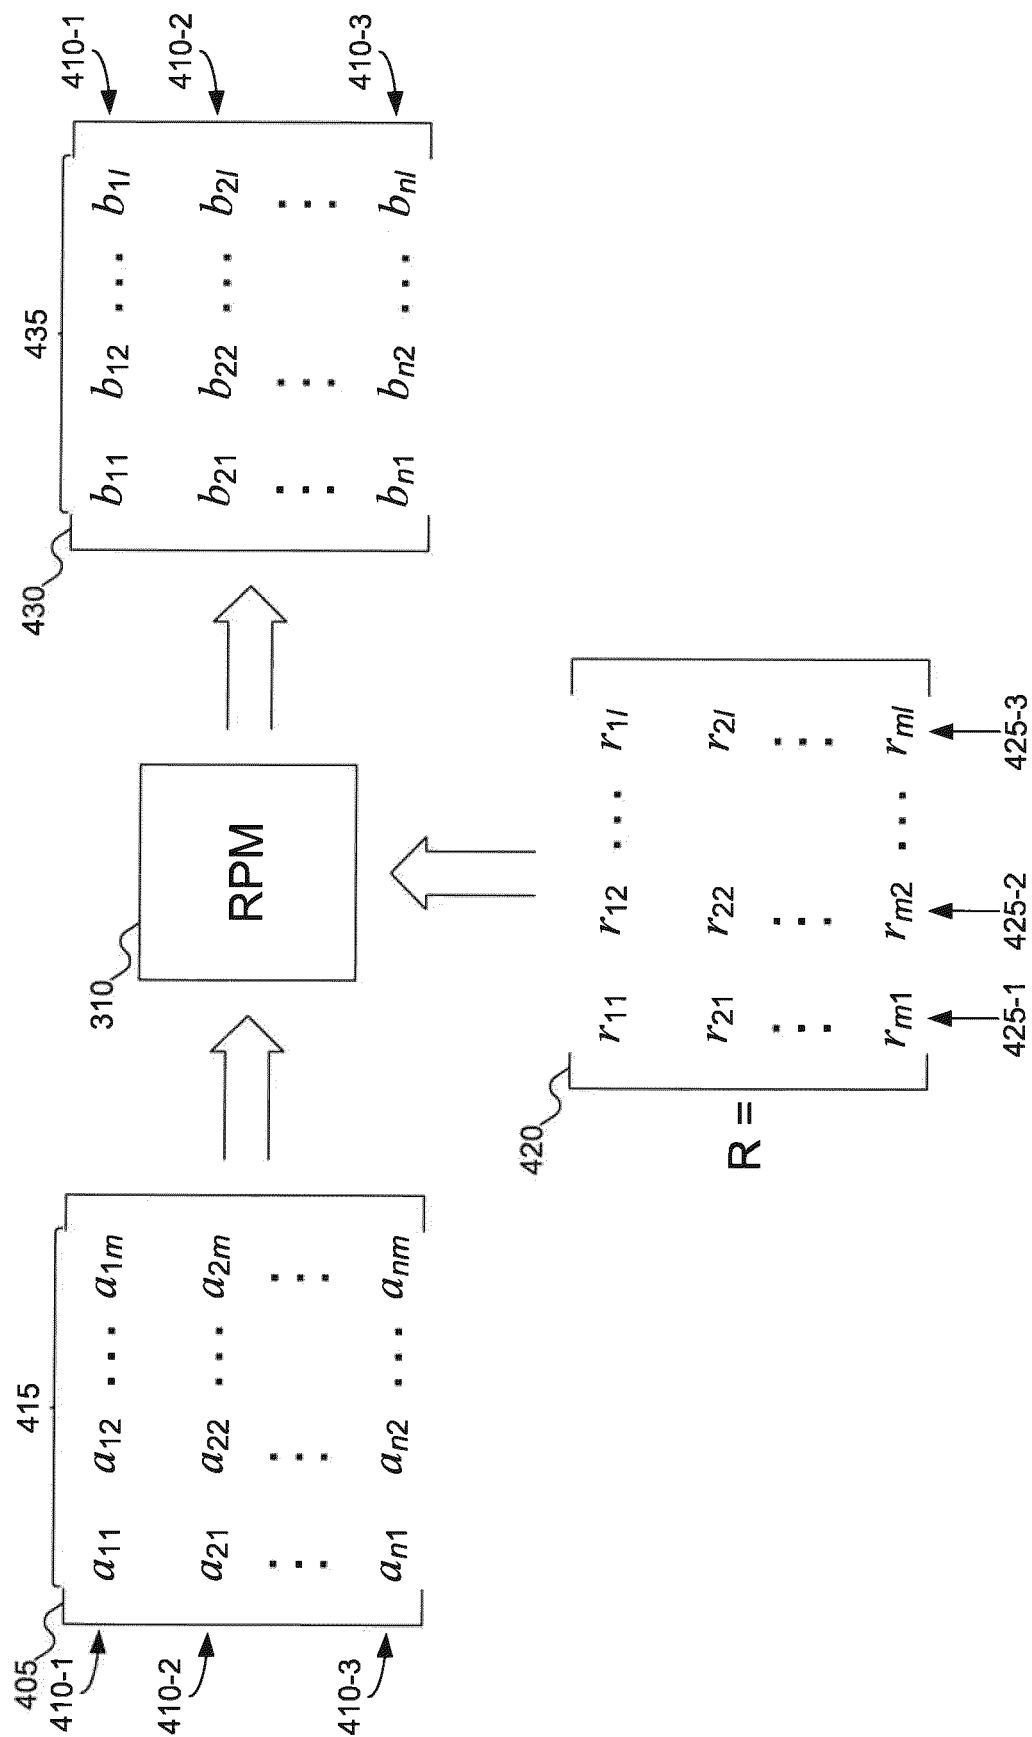 405
415
410-1
410-2
410-3
a11 a12 ... a1m
a21 a22 ... a2m
... ... ...
an1 an2 ... anm
310
RPM
430
435
b11 b12 ... b1l
b21 b22 ... b2l
... ... ...
bn1 bn2 ... bnl
410-1
410-2
410-3
420
R =
r11 r12 ... r1l
r21 r22 ... r2l
... ... ...
rm1 rm2 ... rml
425-1 425-2 425-3